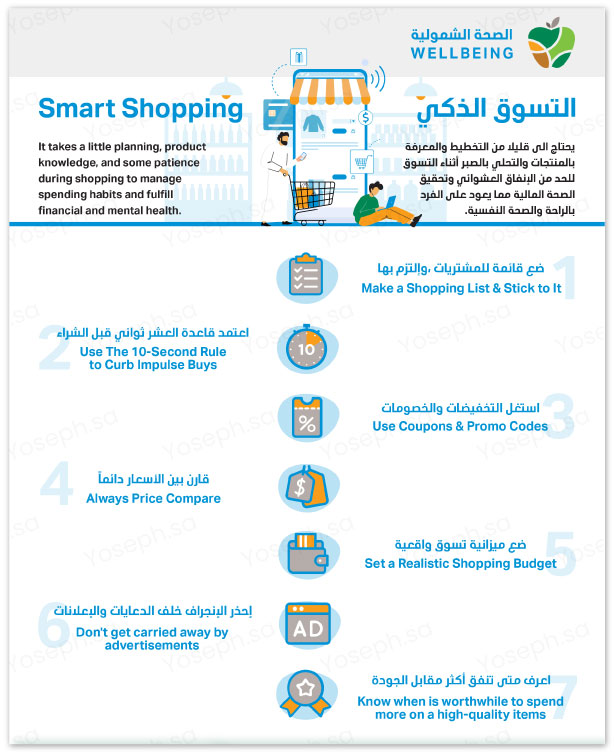 الصحة الشمولية
WELLBEING
Smart Shopping
التسوق الذكي
It takes a little planning, product
knowledge, and some patience
during shopping to manage
spending habits and fulfill
financial and mental health.
يحتاج الى قليلا من التخطيط والمعرفة
بالمنتجات والتحلي بالصبر أثناء التسوق
للحد من الإنفاق العشوائي وتحقيق
الصحة المالية مما يعود على الفرد
بالراحة والصحة النفسية.
1
ضع قائمة للمشتريات ،والتزم بها
Make a Shopping List & Stick to It
2
اعتمد قاعدة العشر ثواني قبل الشراء
Use The 10-Second Rule
to Curb Impulse Buys
10
3
استغل التخفيضات والخصومات
Use Coupons & Promo Codes
%
4
قارن بين الأسعار دائماً
Always Price Compare
$
5
ضع ميزانية تسوق واقعية
Set a Realistic Shopping Budget
6
إحذر الإنجراف خلف الدعايات والإعلانات
Don't get carried away by
advertisements
AD
7
اعرف متى تنفق أكثر مقابل الجودة
Know when is worthwhile to spend
more on a high-quality items
Yoseph.sa